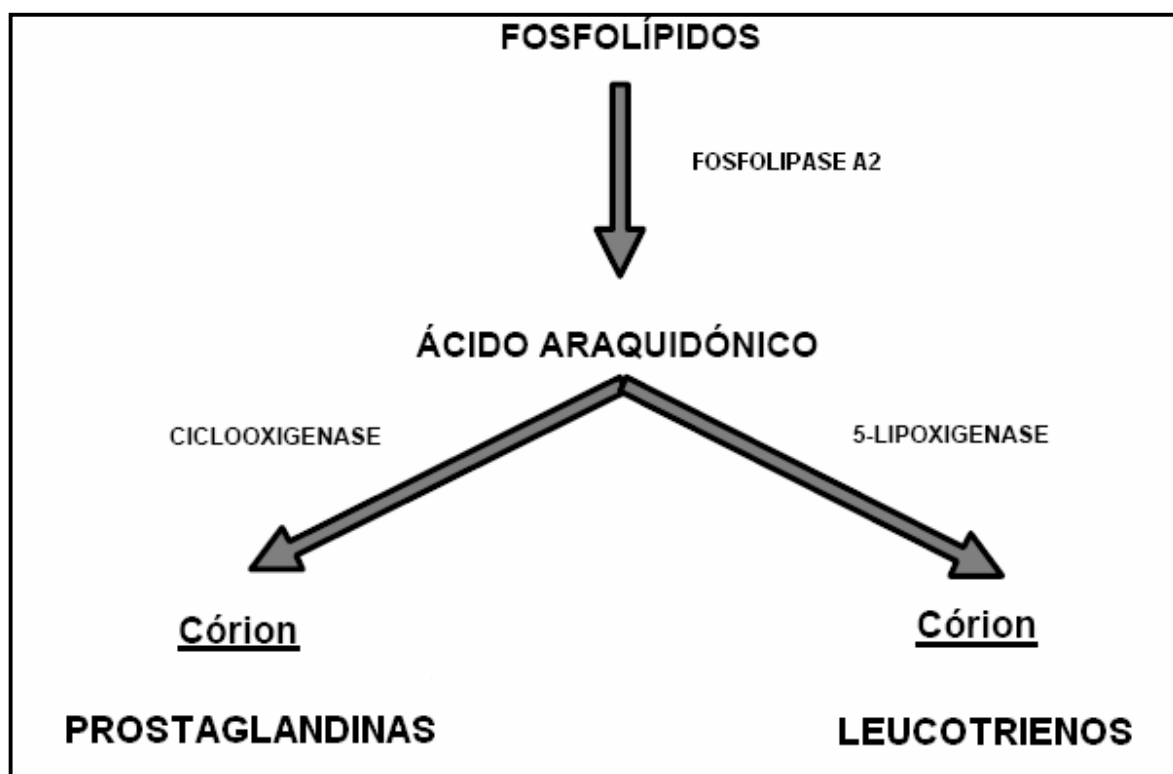 FOSFOLÍPIDOS
FOSFOLIPASE A2
ÁCIDO ARAQUIDÓNICO
CICLOOXIGENASE
5-LIPOXIGENASE
Córion
Córion
PROSTAGLANDINAS
LEUCOTRIENOS